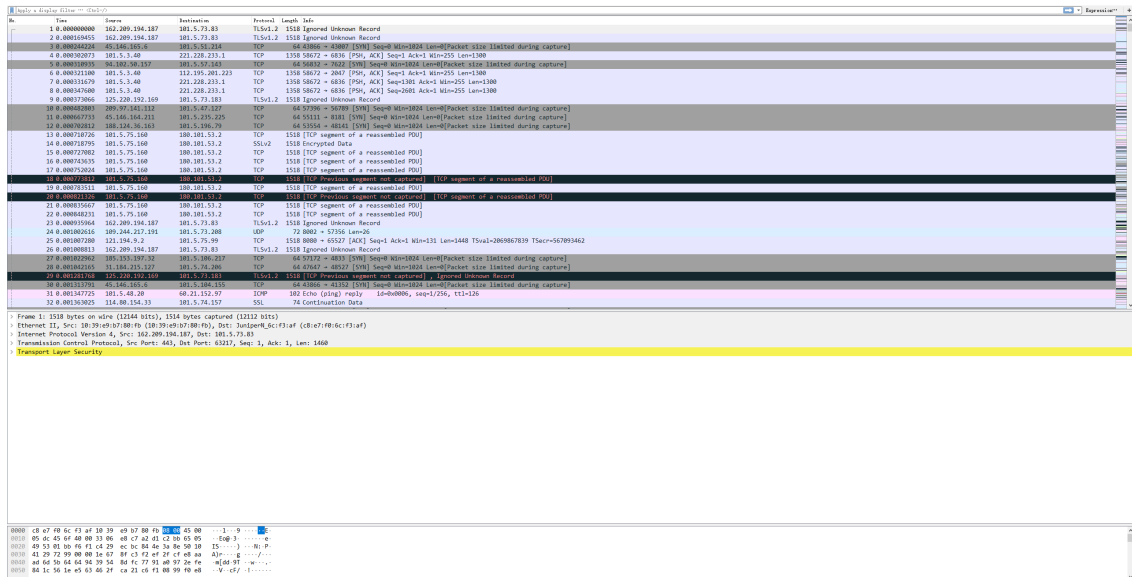 Apply a display filter ··· <Ctrl-/>
Expression··· +
No. Time Source Destination Protocol Length Info
1 0.000000000 162.209.194.187 101.5.73.83 TLSv1.2 1518 Ignored Unknown Record
2 0.000169455 162.209.194.187 101.5.73.83 TLSv1.2 1518 Ignored Unknown Record
3 0.000244224 45.146.165.6 101.5.51.214 TCP 64 43866 → 43007 [SYN] Seq=0 Win=1024 Len=0[Packet size limited during capture]
4 0.000302073 101.5.3.40 221.228.233.1 TCP 1358 58672 → 6836 [PSH, ACK] Seq=1 Ack=1 Win=255 Len=1300
5 0.000310935 94.102.50.157 101.5.57.143 TCP 64 56832 → 7622 [SYN] Seq=0 Win=1024 Len=0[Packet size limited during capture]
6 0.000321100 101.5.3.40 112.195.201.223 TCP 1358 58672 → 2047 [PSH, ACK] Seq=1 Ack=1 Win=255 Len=1300
7 0.000331679 101.5.3.40 221.228.233.1 TCP 1358 58672 → 6836 [PSH, ACK] Seq=1301 Ack=1 Win=255 Len=1300
8 0.000347600 101.5.3.40 221.228.233.1 TCP 1358 58672 → 6836 [PSH, ACK] Seq=2601 Ack=1 Win=255 Len=1300
9 0.000373066 125.220.192.169 101.5.73.183 TLSv1.2 1518 Ignored Unknown Record
10 0.000482803 209.97.141.112 101.5.47.127 TCP 64 57396 → 56789 [SYN] Seq=0 Win=1024 Len=0[Packet size limited during capture]
11 0.000667733 45.146.164.211 101.5.235.225 TCP 64 55111 → 8181 [SYN] Seq=0 Win=1024 Len=0[Packet size limited during capture]
12 0.000702812 188.124.36.163 101.5.196.79 TCP 64 53554 → 48141 [SYN] Seq=0 Win=1024 Len=0[Packet size limited during capture]
13 0.000710726 101.5.75.160 180.101.53.2 TCP 1518 [TCP segment of a reassembled PDU]
14 0.000718795 101.5.75.160 180.101.53.2 SSLv2 1518 Encrypted Data
15 0.000727082 101.5.75.160 180.101.53.2 TCP 1518 [TCP segment of a reassembled PDU]
16 0.000743635 101.5.75.160 180.101.53.2 TCP 1518 [TCP segment of a reassembled PDU]
17 0.000752024 101.5.75.160 180.101.53.2 TCP 1518 [TCP segment of a reassembled PDU]
18 0.000773812 101.5.75.160 180.101.53.2 TCP 1518 [TCP Previous segment not captured] [TCP segment of a reassembled PDU]
19 0.000783511 101.5.75.160 180.101.53.2 TCP 1518 [TCP segment of a reassembled PDU]
20 0.000821326 101.5.75.160 180.101.53.2 TCP 1518 [TCP Previous segment not captured] [TCP segment of a reassembled PDU]
21 0.000835667 101.5.75.160 180.101.53.2 TCP 1518 [TCP segment of a reassembled PDU]
22 0.000848231 101.5.75.160 180.101.53.2 TCP 1518 [TCP segment of a reassembled PDU]
23 0.000935964 162.209.194.187 101.5.73.83 TLSv1.2 1518 Ignored Unknown Record
24 0.001002616 109.244.217.191 101.5.73.208 UDP 72 8002 → 57356 Len=26
25 0.001007280 121.194.9.2 101.5.75.99 TCP 1518 8080 → 65527 [ACK] Seq=1 Ack=1 Win=131 Len=1448 TSval=2069867839 TSecr=567093462
26 0.001008813 162.209.194.187 101.5.73.83 TLSv1.2 1518 Ignored Unknown Record
27 0.001022962 185.153.197.32 101.5.106.217 TCP 64 57172 → 4833 [SYN] Seq=0 Win=1024 Len=0[Packet size limited during capture]
28 0.001042165 31.184.215.127 101.5.74.206 TCP 64 47647 → 48527 [SYN] Seq=0 Win=1024 Len=0[Packet size limited during capture]
29 0.001281768 125.220.192.169 101.5.73.183 TLSv1.2 1518 [TCP Previous segment not captured] , Ignored Unknown Record
30 0.001313791 45.146.165.6 101.5.104.155 TCP 64 43866 → 41352 [SYN] Seq=0 Win=1024 Len=0[Packet size limited during capture]
31 0.001347725 101.5.48.20 60.21.152.97 ICMP 102 Echo (ping) reply id=0x0006, seq=1/256, ttl=126
32 0.001363025 114.80.154.33 101.5.74.157 SSL 74 Continuation Data
Frame 1: 1518 bytes on wire (12144 bits), 1514 bytes captured (12112 bits)
Ethernet II, Src: 10:39:e9:b7:80:fb (10:39:e9:b7:80:fb), Dst: JuniperN_6c:f3:af (c8:e7:f0:6c:f3:af)
Internet Protocol Version 4, Src: 162.209.194.187, Dst: 101.5.73.83
Transmission Control Protocol, Src Port: 443, Dst Port: 63217, Seq: 1, Ack: 1, Len: 1460
Transport Layer Security
0000 c8 e7 f0 6c f3 af 10 39 e9 b7 80 fb 08 00 45 00 ···l···9 ······E·
0010 05 dc 45 6f 40 00 33 06 e8 c7 a2 d1 c2 bb 65 05 ··Eo@·3· ······e·
0020 49 53 01 bb f6 f1 c4 29 ec bc 84 4e 3a 8e 50 10 IS·····) ···N:·P·
0030 41 29 72 99 00 00 1e 67 8f c3 f2 ef 2f cf e8 aa A)r····g ····/···
0040 ad 6d 5b 64 64 94 39 54 8d fc 77 91 a0 97 2e fe ·m[dd·9T ··w···.·
0050 84 1c 56 1e e5 63 46 2f ca 21 c6 f1 08 99 f0 e8 ··V··cF/ ·!······